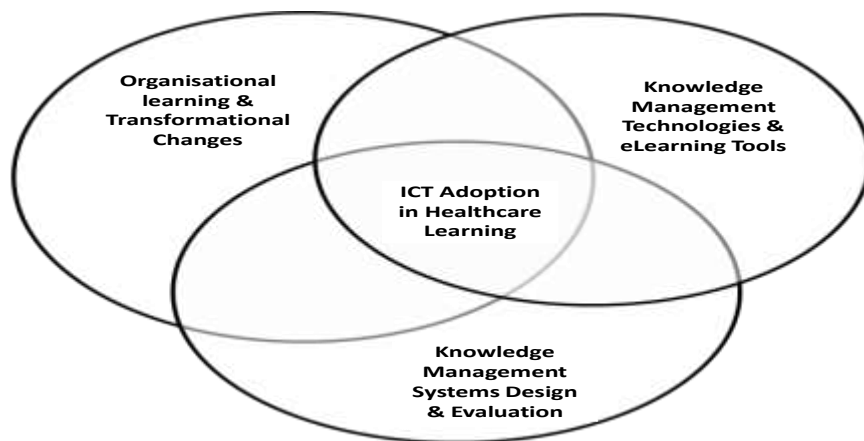 Organisational
learning &
Transformational
Changes
Knowledge
Management
Technologies &
eLearning Tools
ICT Adoption
in Healthcare
Learning
Knowledge
Management
Systems Design
& Evaluation